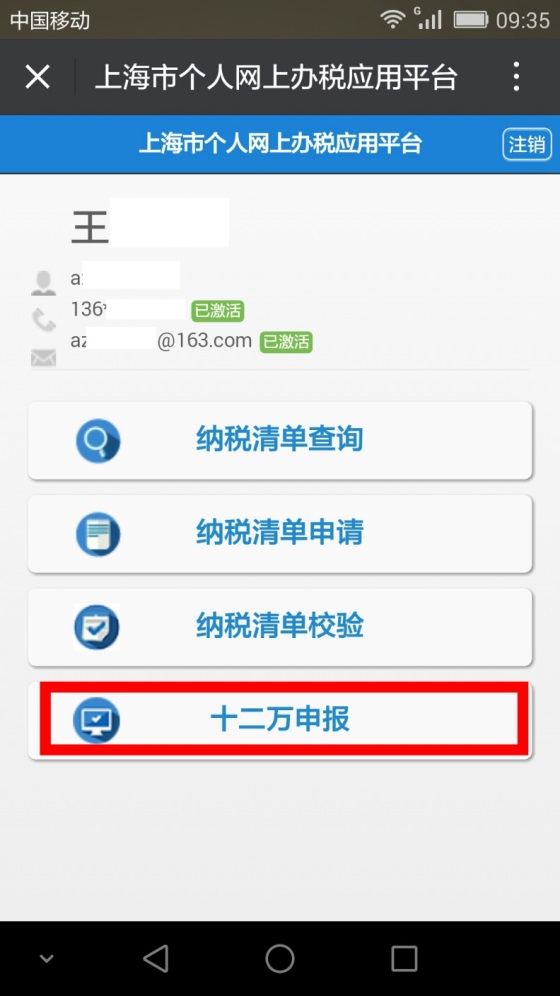 中国移动 G 09:35
上海市个人网上办税应用平台
上海市个人网上办税应用平台 注销
王
a
136 已激活
az @163.com 已激活
纳税清单查询
纳税清单申请
纳税清单校验
十二万申报